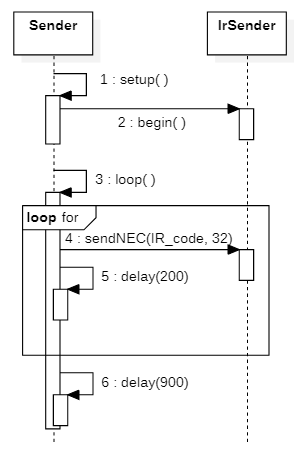 Sender
IrSender
1 : setup( )
2 : begin( )
3 : loop( )
loop for
4 : sendNEC(IR_code, 32)
5 : delay(200)
6 : delay(900)